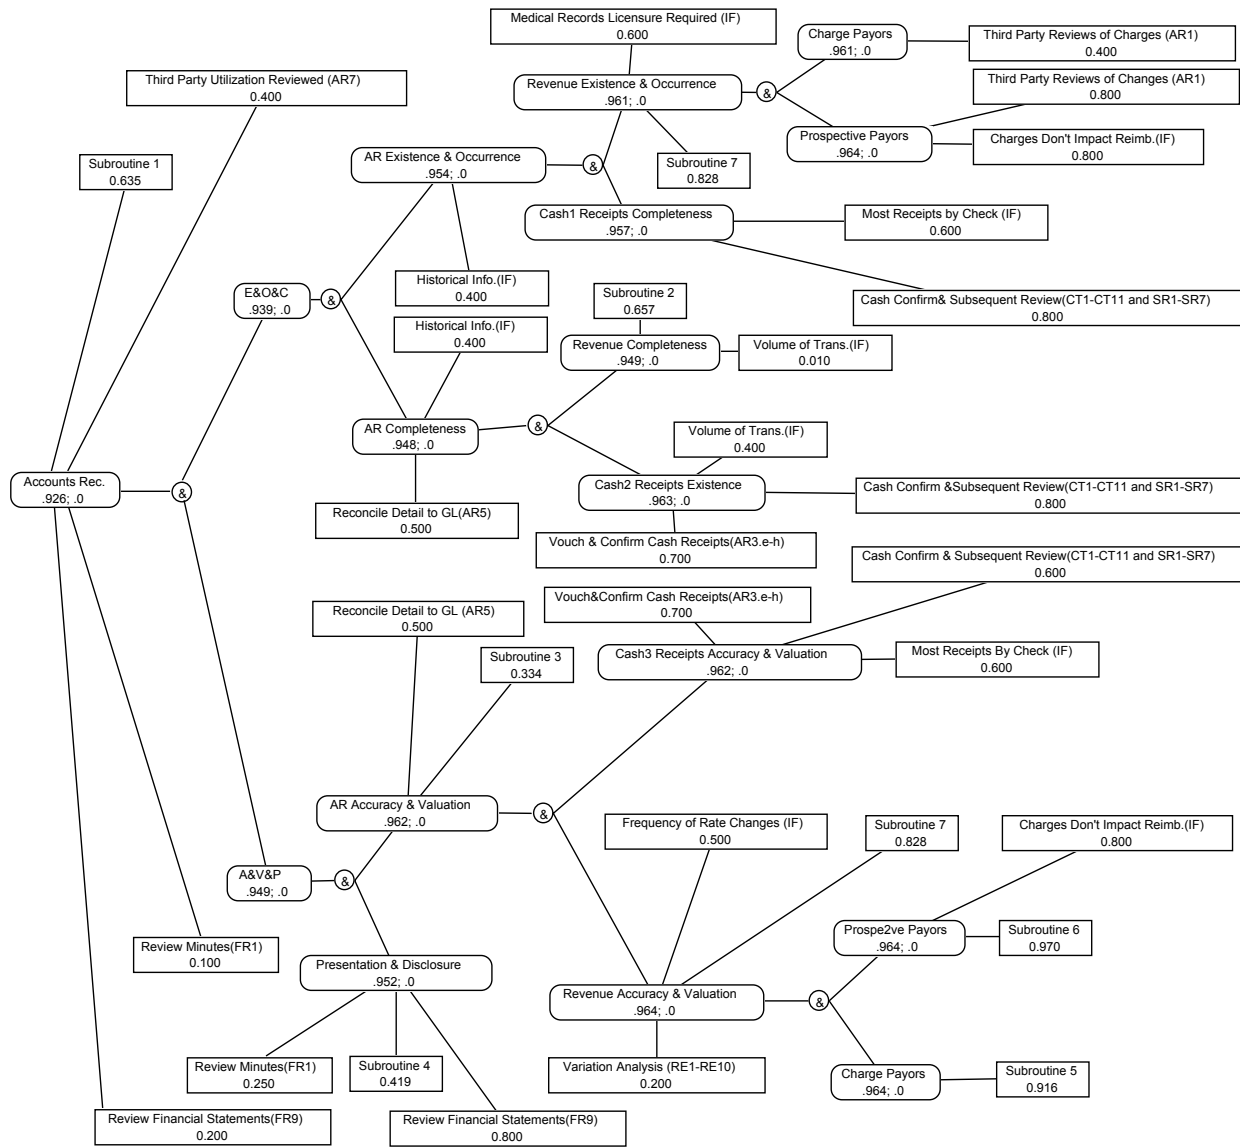 Medical Records Licensure Required (IF)
0.600
Charge Payors
.961; .0
Third Party Reviews of Charges (AR1)
0.400
Third Party Utilization Reviewed (AR7)
0.400
Revenue Existence & Occurrence
.961; .0
&
Third Party Reviews of Changes (AR1)
0.800
Prospective Payors
.964; .0
Charges Don't Impact Reimb.(IF)
0.800
Subroutine 1
0.635
AR Existence & Occurrence
.954; .0
&
Subroutine 7
0.828
Cash1 Receipts Completeness
.957; .0
Most Receipts by Check (IF)
0.600
E&O&C
.939; .0
&
Historical Info.(IF)
0.400
Subroutine 2
0.657
Cash Confirm& Subsequent Review(CT1-CT11 and SR1-SR7)
0.800
Historical Info.(IF)
0.400
Revenue Completeness
.949; .0
Volume of Trans.(IF)
0.010
AR Completeness
.948; .0
&
Volume of Trans.(IF)
0.400
Accounts Rec.
.926; .0
&
Cash2 Receipts Existence
.963; .0
Cash Confirm &Subsequent Review(CT1-CT11 and SR1-SR7)
0.800
Reconcile Detail to GL(AR5)
0.500
Vouch & Confirm Cash Receipts(AR3.e-h)
0.700
Cash Confirm & Subsequent Review(CT1-CT11 and SR1-SR7)
0.600
Reconcile Detail to GL (AR5)
0.500
Vouch&Confirm Cash Receipts(AR3.e-h)
0.700
Subroutine 3
0.334
Cash3 Receipts Accuracy & Valuation
.962; .0
Most Receipts By Check (IF)
0.600
AR Accuracy & Valuation
.962; .0
&
Frequency of Rate Changes (IF)
0.500
Subroutine 7
0.828
Charges Don't Impact Reimb.(IF)
0.800
A&V&P
.949; .0
&
Review Minutes(FR1)
0.100
Prospe2ve Payors
.964; .0
Subroutine 6
0.970
Presentation & Disclosure
.952; .0
Revenue Accuracy & Valuation
.964; .0
&
Review Minutes(FR1)
0.250
Subroutine 4
0.419
Variation Analysis (RE1-RE10)
0.200
Charge Payors
.964; .0
Subroutine 5
0.916
Review Financial Statements(FR9)
0.200
Review Financial Statements(FR9)
0.800